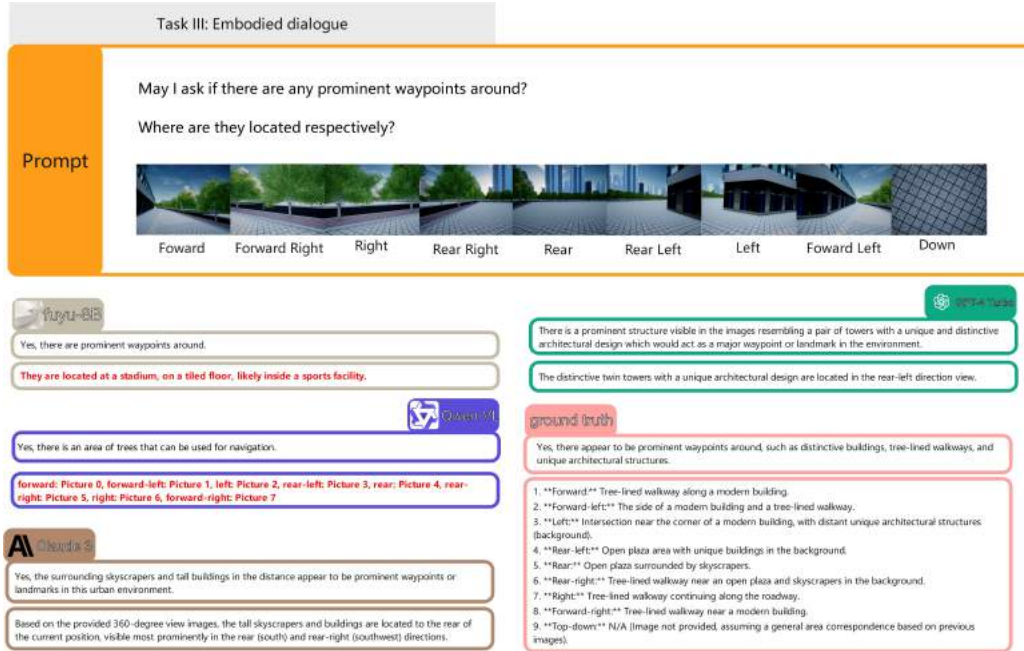 Task III: Embodied dialogue
Prompt
May I ask if there are any prominent waypoints around?
Where are they located respectively?
Foward
Forward Right
Right
Rear Right
Rear
Rear Left
Left
Foward Left
Down
fuyu-8B
Yes, there are prominent waypoints around.
They are located at a stadium, on a tiled floor, likely inside a sports facility.
Qwen-VL
Yes, there is an area of trees that can be used for navigation.
forward: Picture 0, forward-left: Picture 1, left: Picture 2, rear-left: Picture 3, rear: Picture 4, rear-
right: Picture 5, right: Picture 6, forward-right: Picture 7
Claude 3
Yes, the surrounding skyscrapers and tall buildings in the distance appear to be prominent waypoints or
landmarks in this urban environment.
Based on the provided 360-degree view images, the tall skyscrapers and buildings are located to the rear of
the current position, visible most prominently in the rear (south) and rear-right (southwest) directions.
GPT-4 Turbo
There is a prominent structure visible in the images resembling a pair of towers with a unique and distinctive
architectural design which would act as a major waypoint or landmark in the environment.
The distinctive twin towers with a unique architectural design are located in the rear-left direction view.
ground truth
Yes, there appear to be prominent waypoints around, such as distinctive buildings, tree-lined walkways, and
unique architectural structures.
1. **Forward:** Tree-lined walkway along a modern building.
2. **Forward-left:** The side of a modern building and a tree-lined walkway.
3. **Left:** Intersection near the corner of a modern building, with distant unique architectural structures
(background).
4. **Rear-left:** Open plaza area with unique buildings in the background.
5. **Rear:** Open plaza surrounded by skyscrapers.
6. **Rear-right:** Tree-lined walkway near an open plaza and skyscrapers in the background.
7. **Right:** Tree-lined walkway continuing along the roadway.
8. **Forward-right:** Tree-lined walkway near a modern building.
9. **Top-down:** N/A (Image not provided, assuming a general area correspondence based on previous
images).